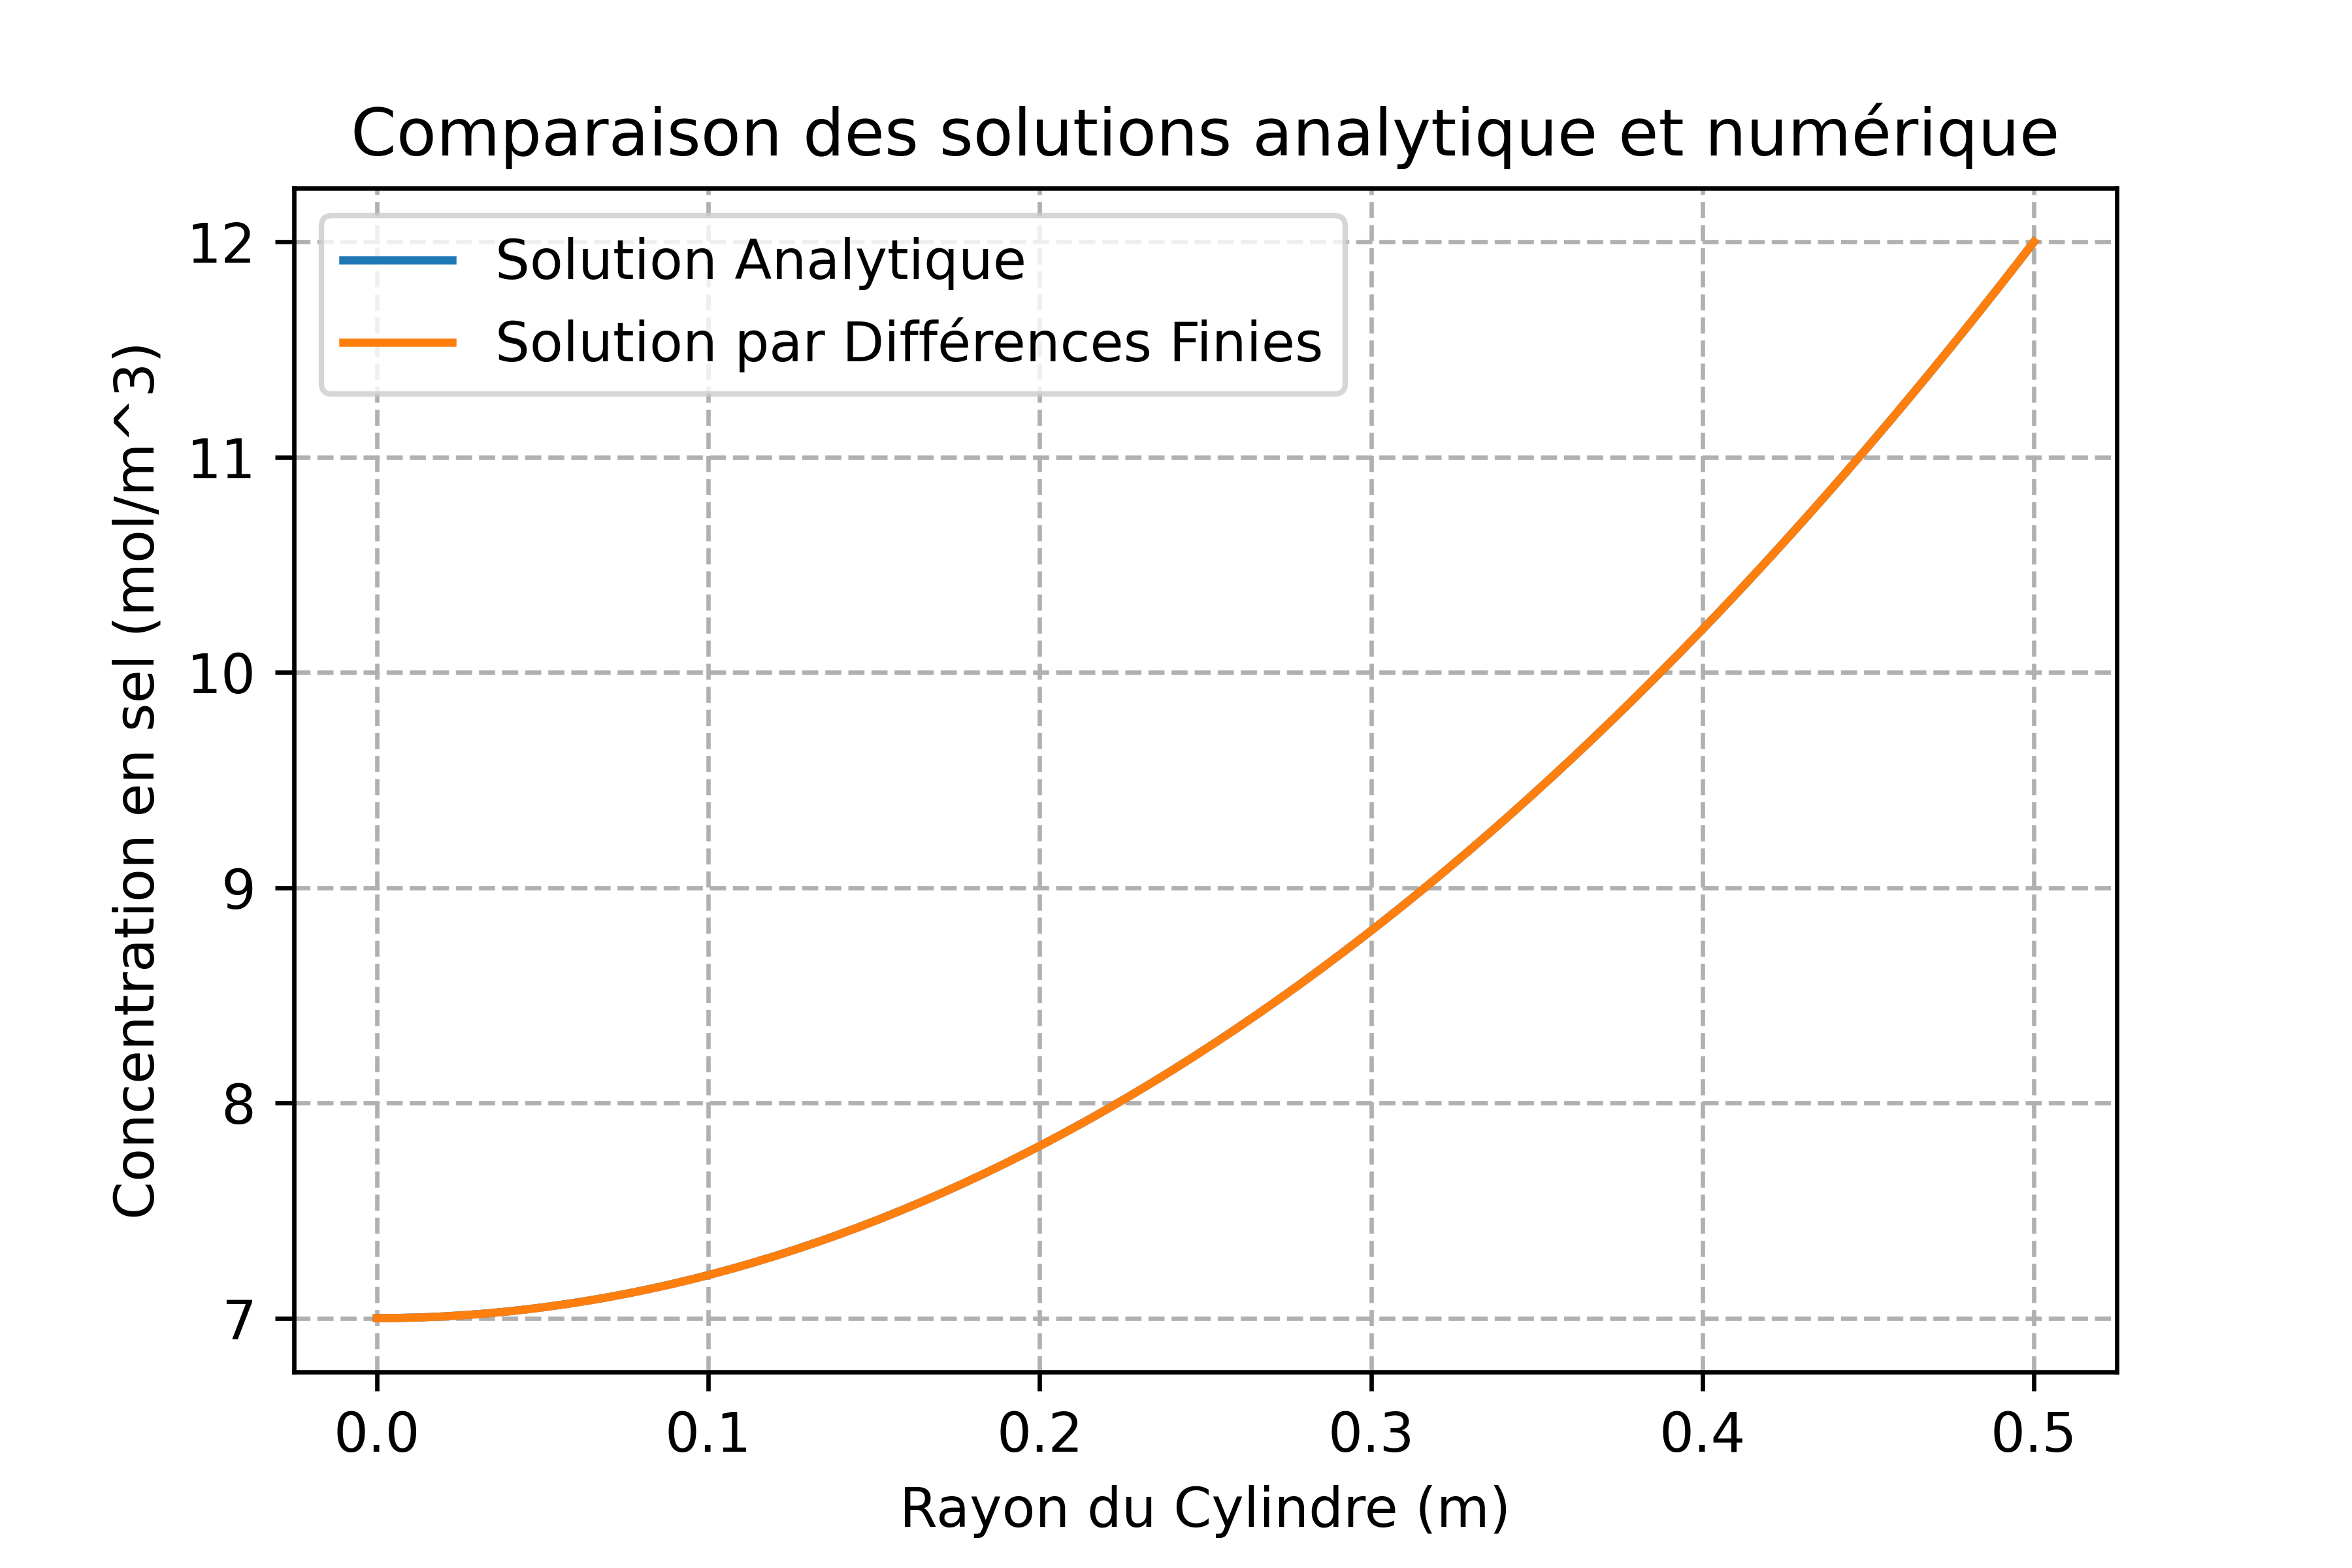 Comparaison des solutions analytique et numérique
Solution Analytique
Solution par Différences Finies
Concentration en sel (mol/m^3)
12
11
10
9
8
7
0.0 0.1 0.2 0.3 0.4 0.5
Rayon du Cylindre (m)